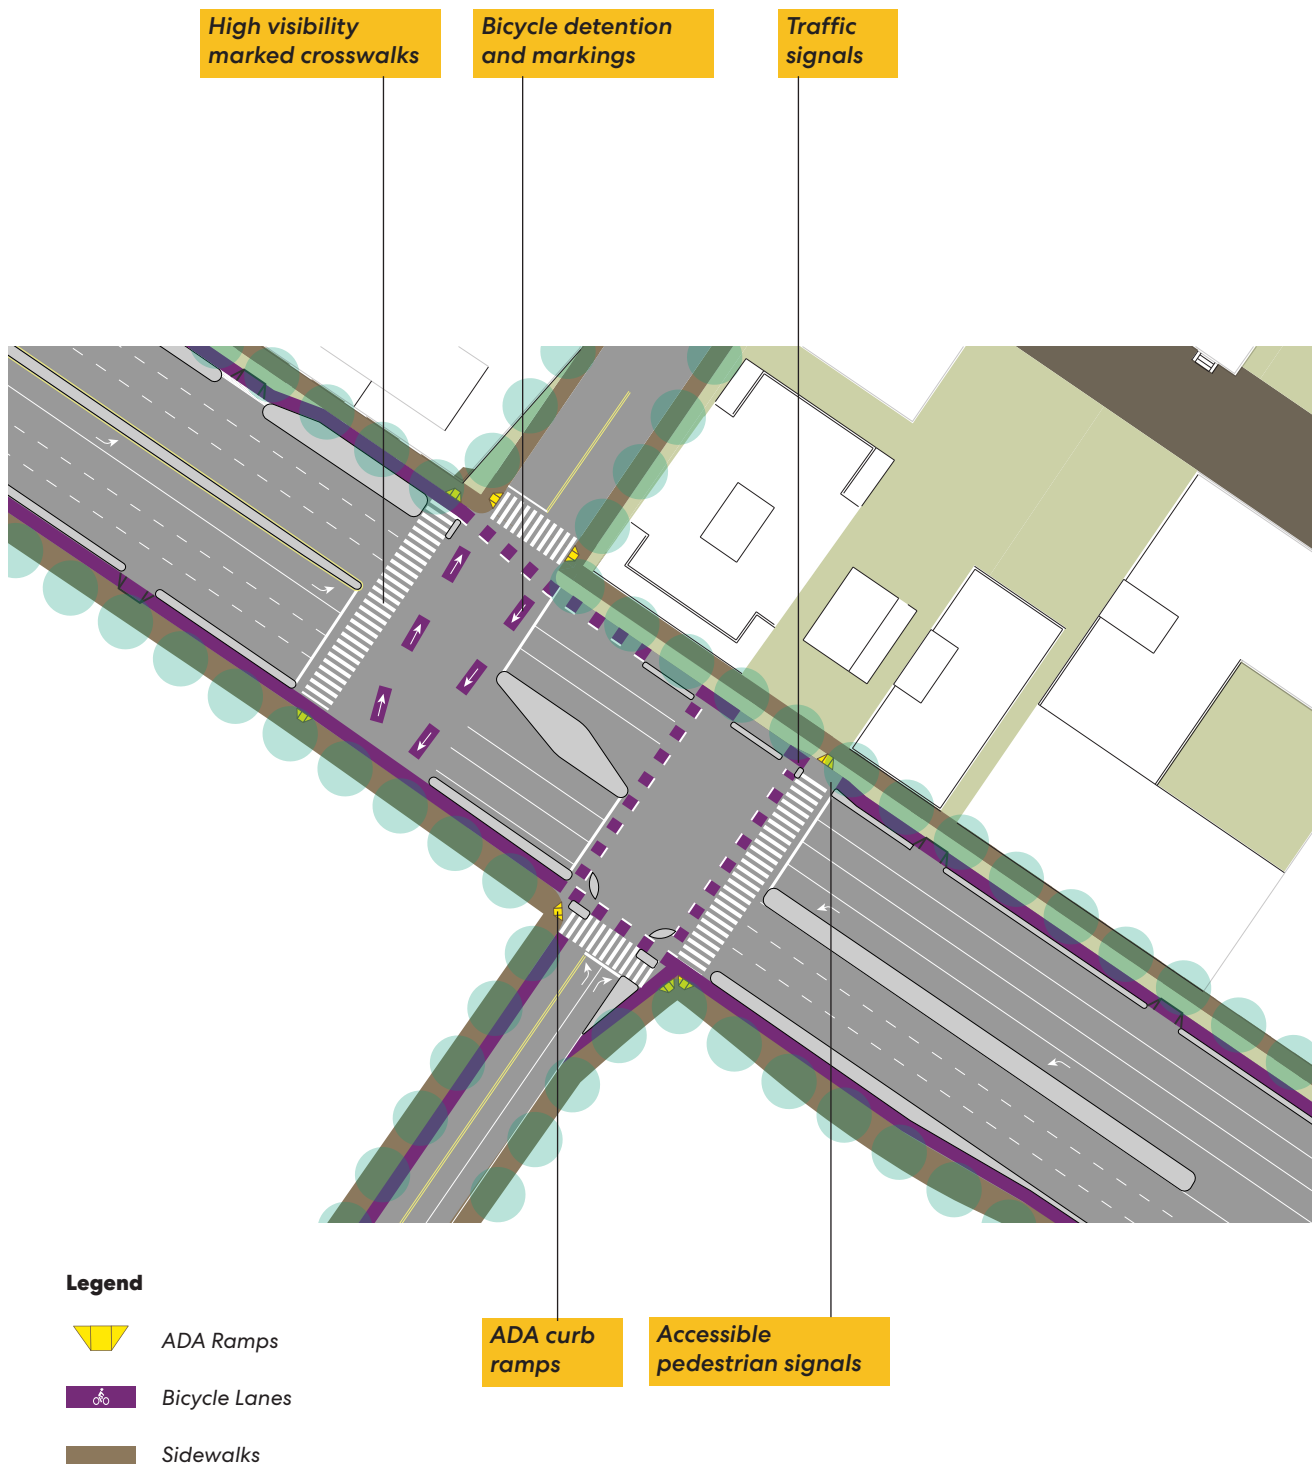 High visibility
marked crosswalks
Bicycle detention
and markings
Traffic
signals
Legend
ADA Ramps
Bicycle Lanes
Sidewalks
ADA curb
ramps
Accessible
pedestrian signals